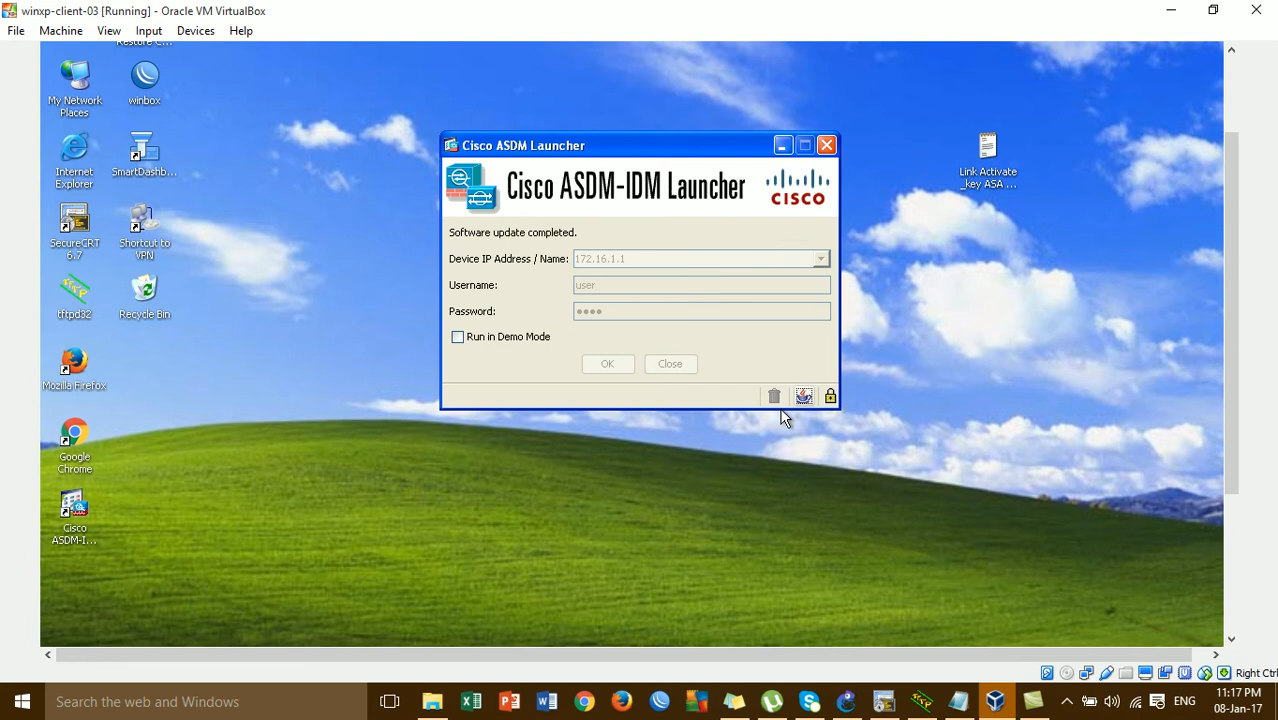 winxp-client-03 [Running] - Oracle VM VirtualBox
File Machine View Input Devices Help
My Network Places
winbox
Internet Explorer
SmartDashb...
SecureCRT 6.7
Shortcut to VPN
tftpd32
Recycle Bin
Mozilla Firefox
Google Chrome
Cisco ASDM-I...
Link Activate _key ASA ...
Cisco ASDM Launcher
Cisco ASDM-IDM Launcher
CISCO
Software update completed.
Device IP Address / Name: 172.16.1.1
Username: user
Password: ●●●●
Run in Demo Mode
OK Close
Right Ctrl
Search the web and Windows
ENG
11:17 PM
08-Jan-17